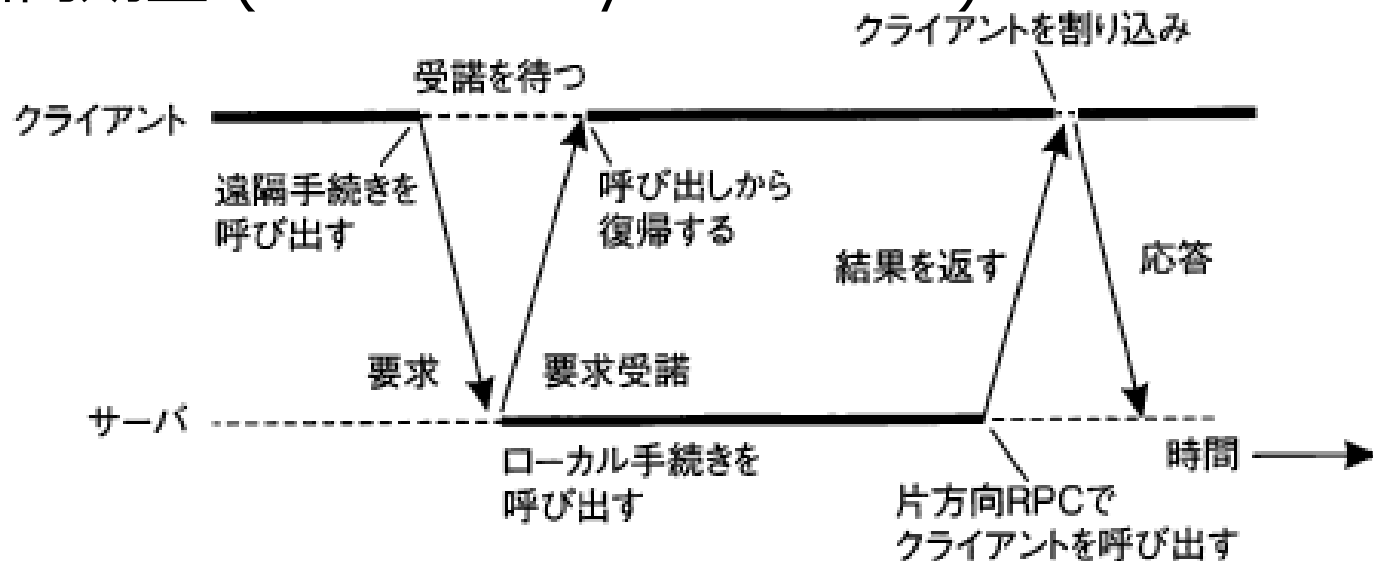 クライアントを割り込み
受諾を待つ
クライアント
遠隔手続きを
呼び出す
呼び出しから
復帰する
結果を返す
応答
要求
要求受諾
サーバ
ローカル手続きを
呼び出す
時間
片方向RPCで
クライアントを呼び出す